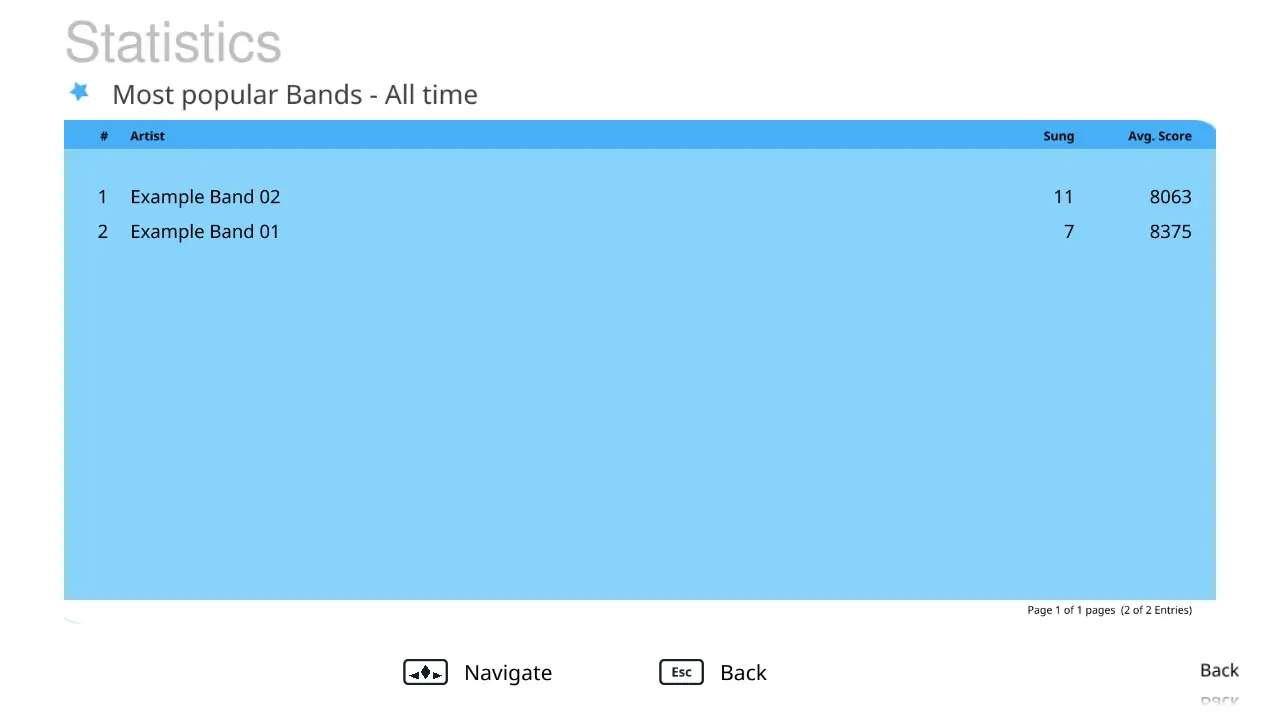 Statistics
Most popular Bands - All time
# Artist Sung Avg. Score
1 Example Band 02 11 8063
2 Example Band 01 7 8375
Page 1 of 1 pages (2 of 2 Entries)
Navigate Esc Back Back